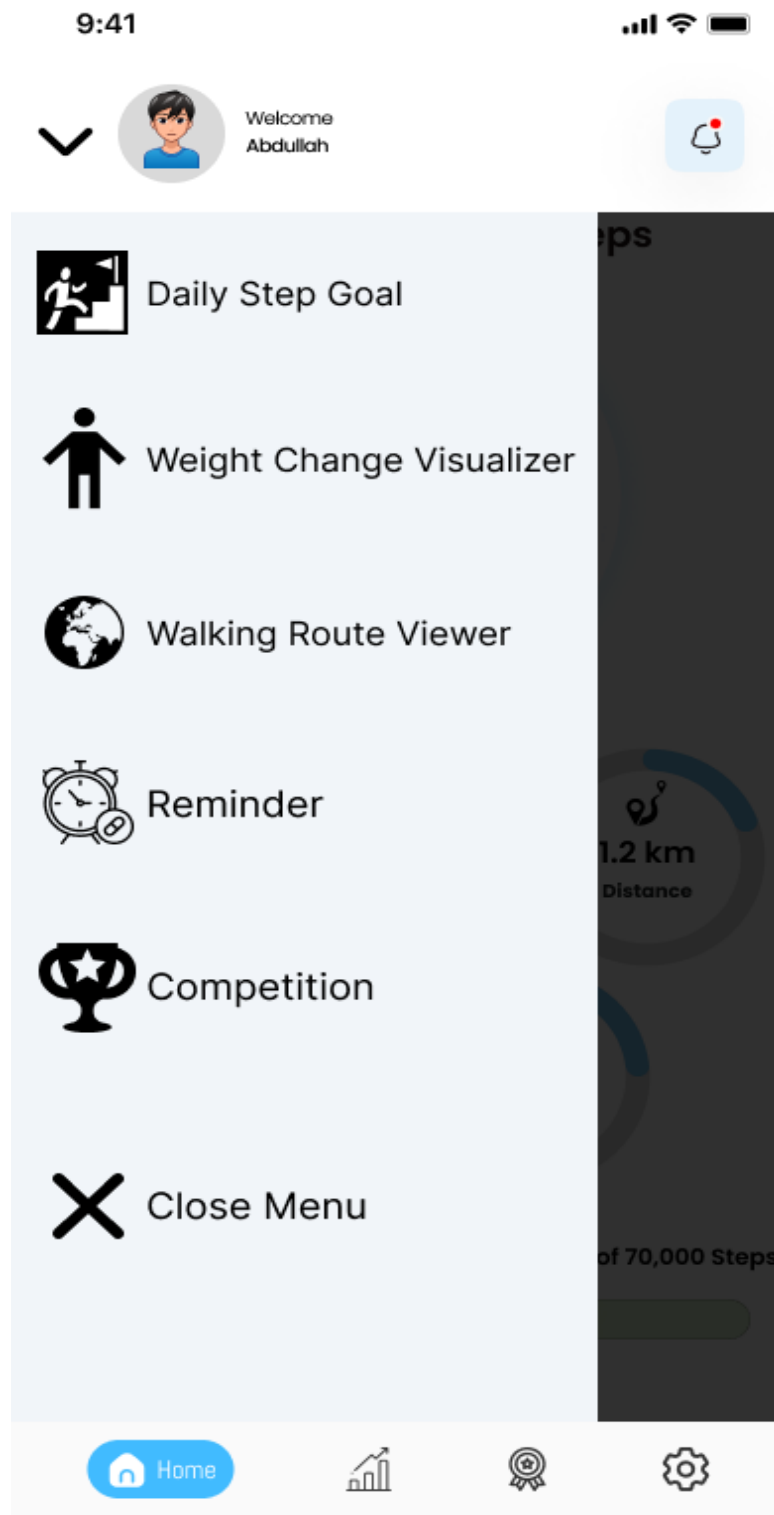 9:41
Welcome
Abdullah
eps
Daily Step Goal
Weight Change Visualizer
Walking Route Viewer
Reminder
1.2 km
Distance
Competition
Close Menu
of 70,000 Steps
Home